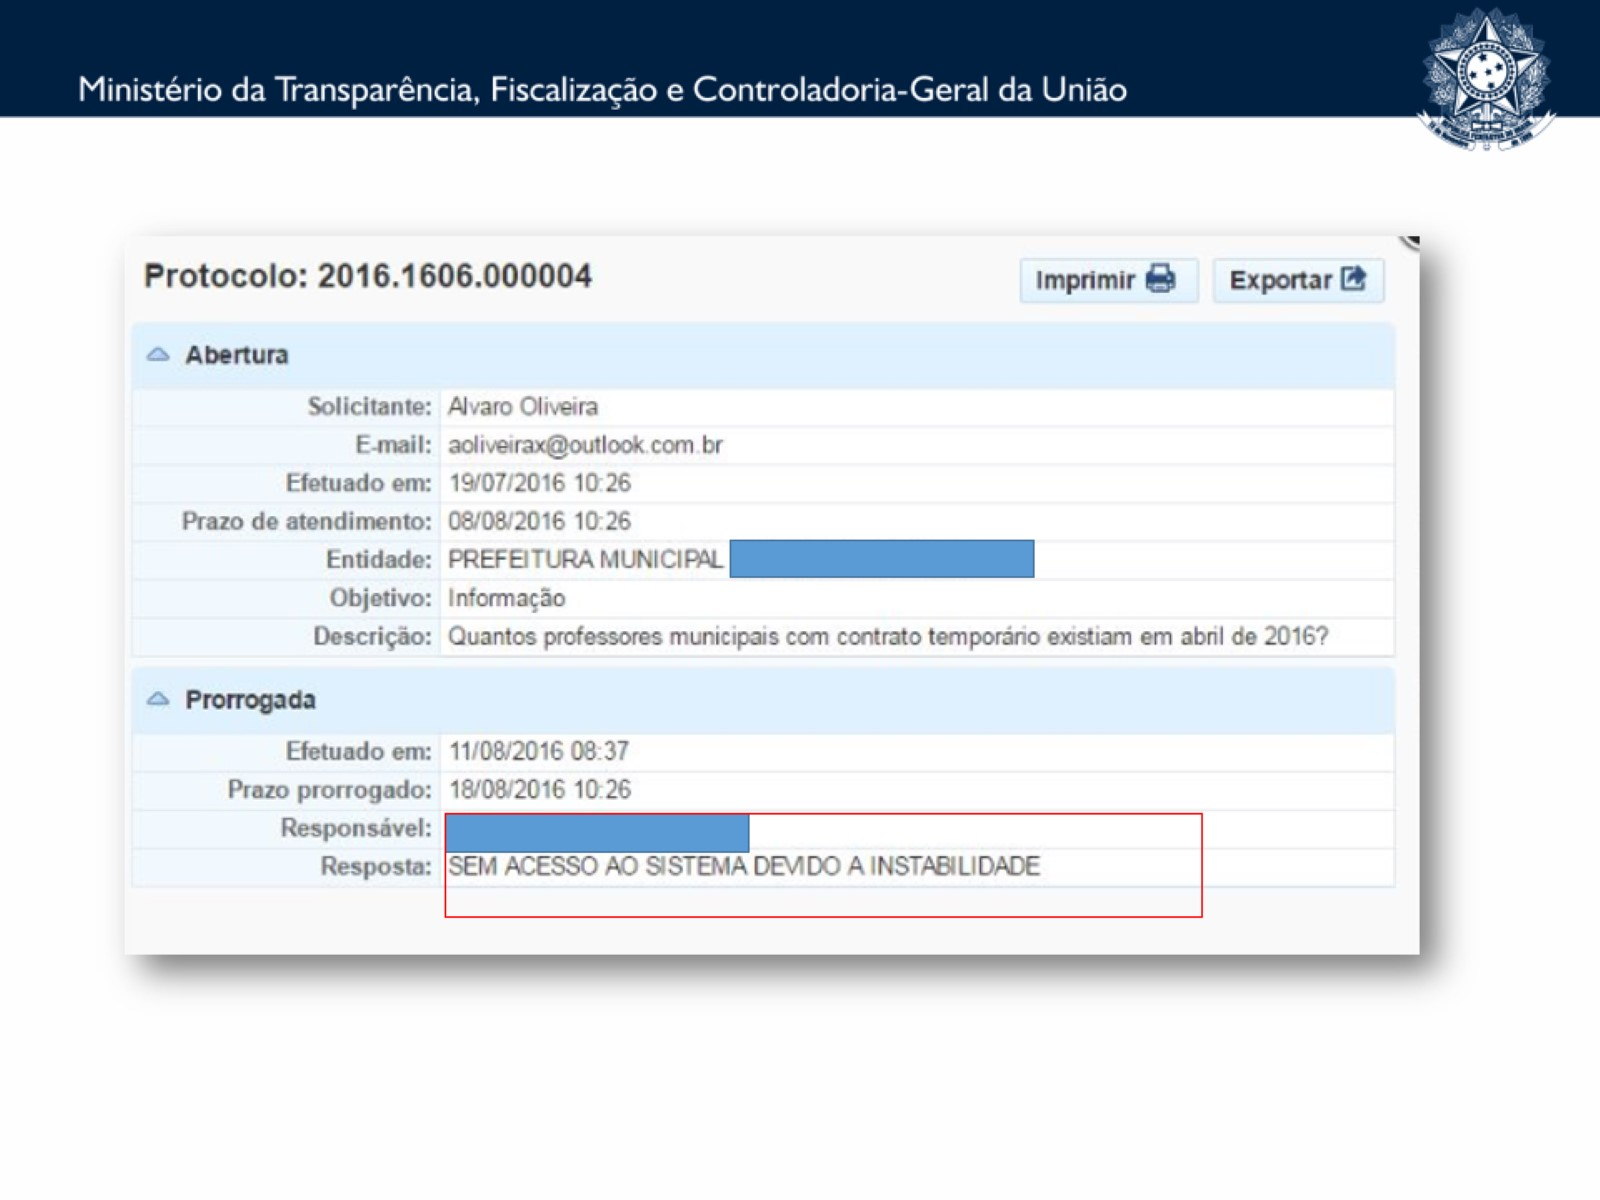 Ministério da Transparência, Fiscalização e Controladoria-Geral da União
Protocolo: 2016.1606.000004
Imprimir
Exportar
Abertura
Solicitante: Alvaro Oliveira
E-mail: aoliveirax@outlook.com.br
Efetuado em: 19/07/2016 10:26
Prazo de atendimento: 08/08/2016 10:26
Entidade: PREFEITURA MUNICIPAL
Objetivo: Informação
Descrição: Quantos professores municipais com contrato temporário existiam em abril de 2016?
Prorrogada
Efetuado em: 11/08/2016 08:37
Prazo prorrogado: 18/08/2016 10:26
Responsável:
Resposta: SEM ACESSO AO SISTEMA DEVIDO A INSTABILIDADE